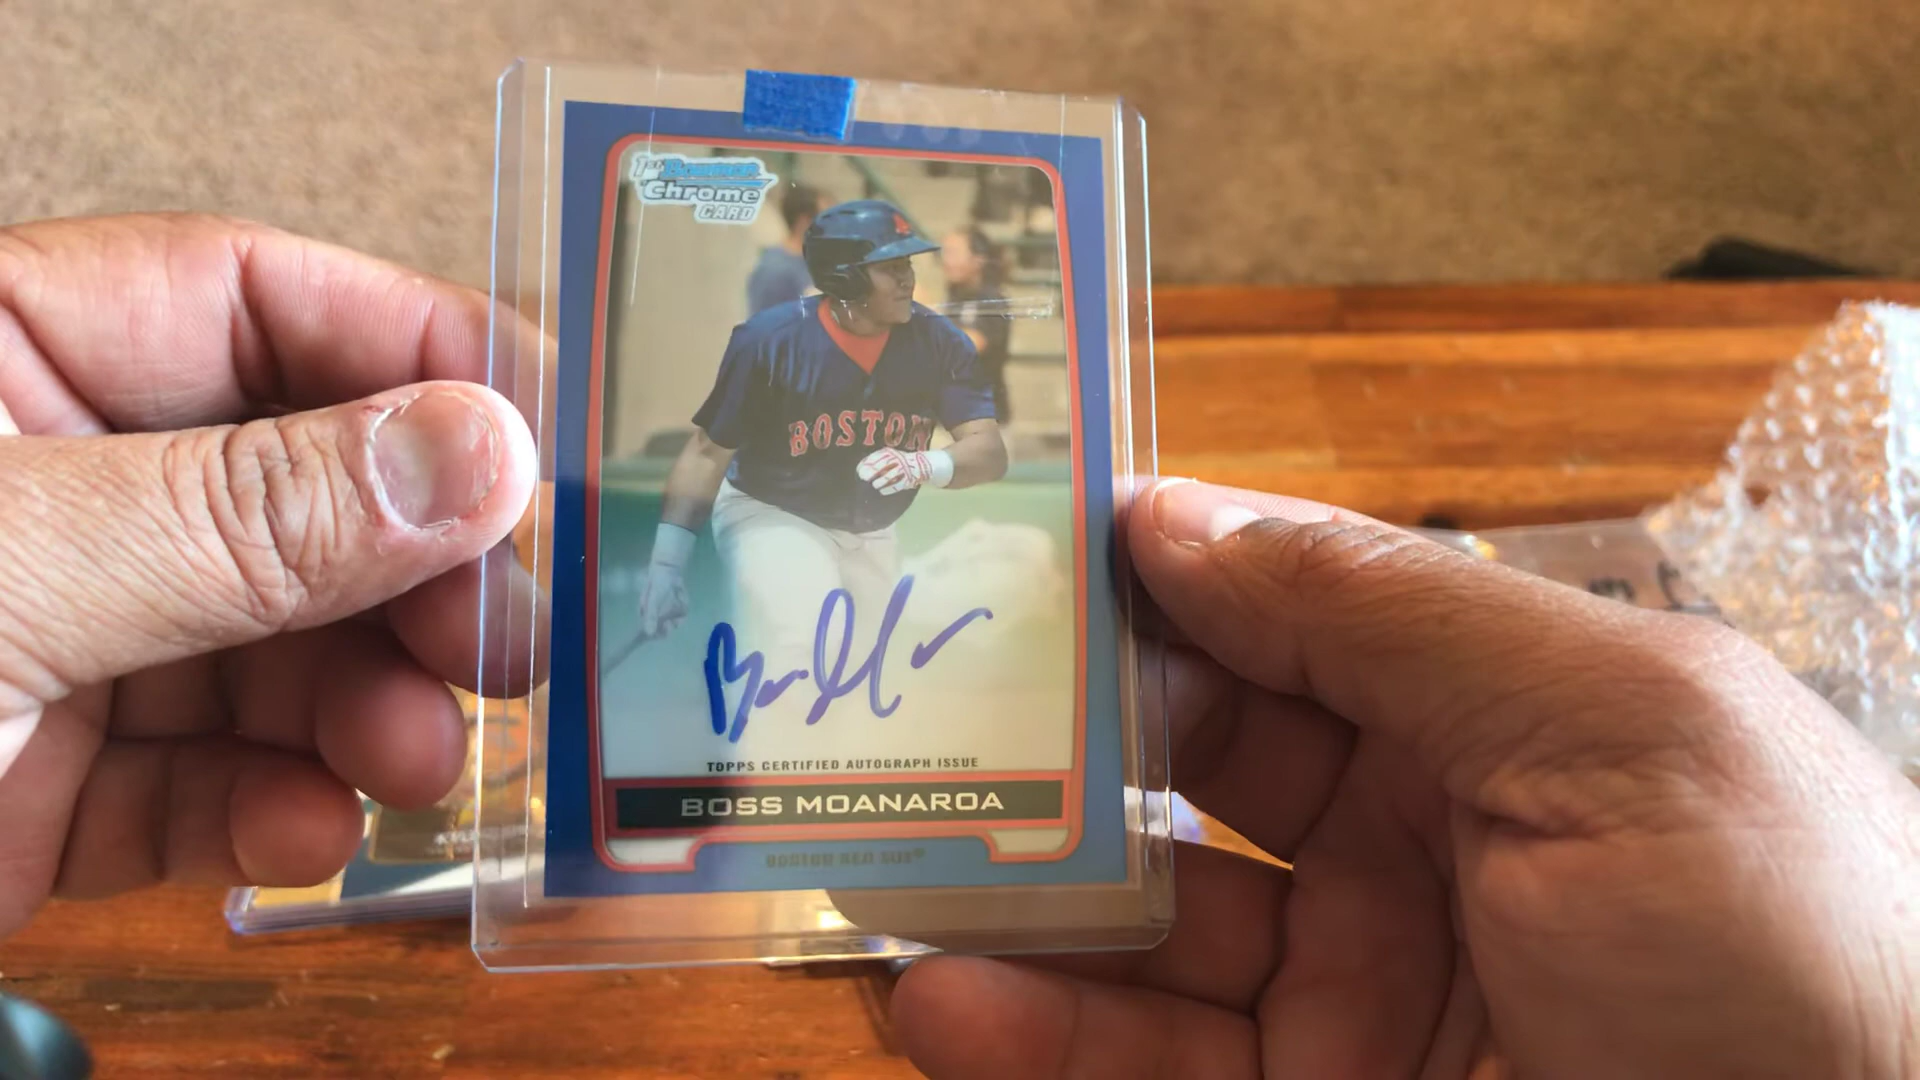 1st Bowman
Chrome
CARD
BOSTON
TOPPS CERTIFIED AUTOGRAPH ISSUE
BOSS MOANAROA
BOSTON RED SOX®